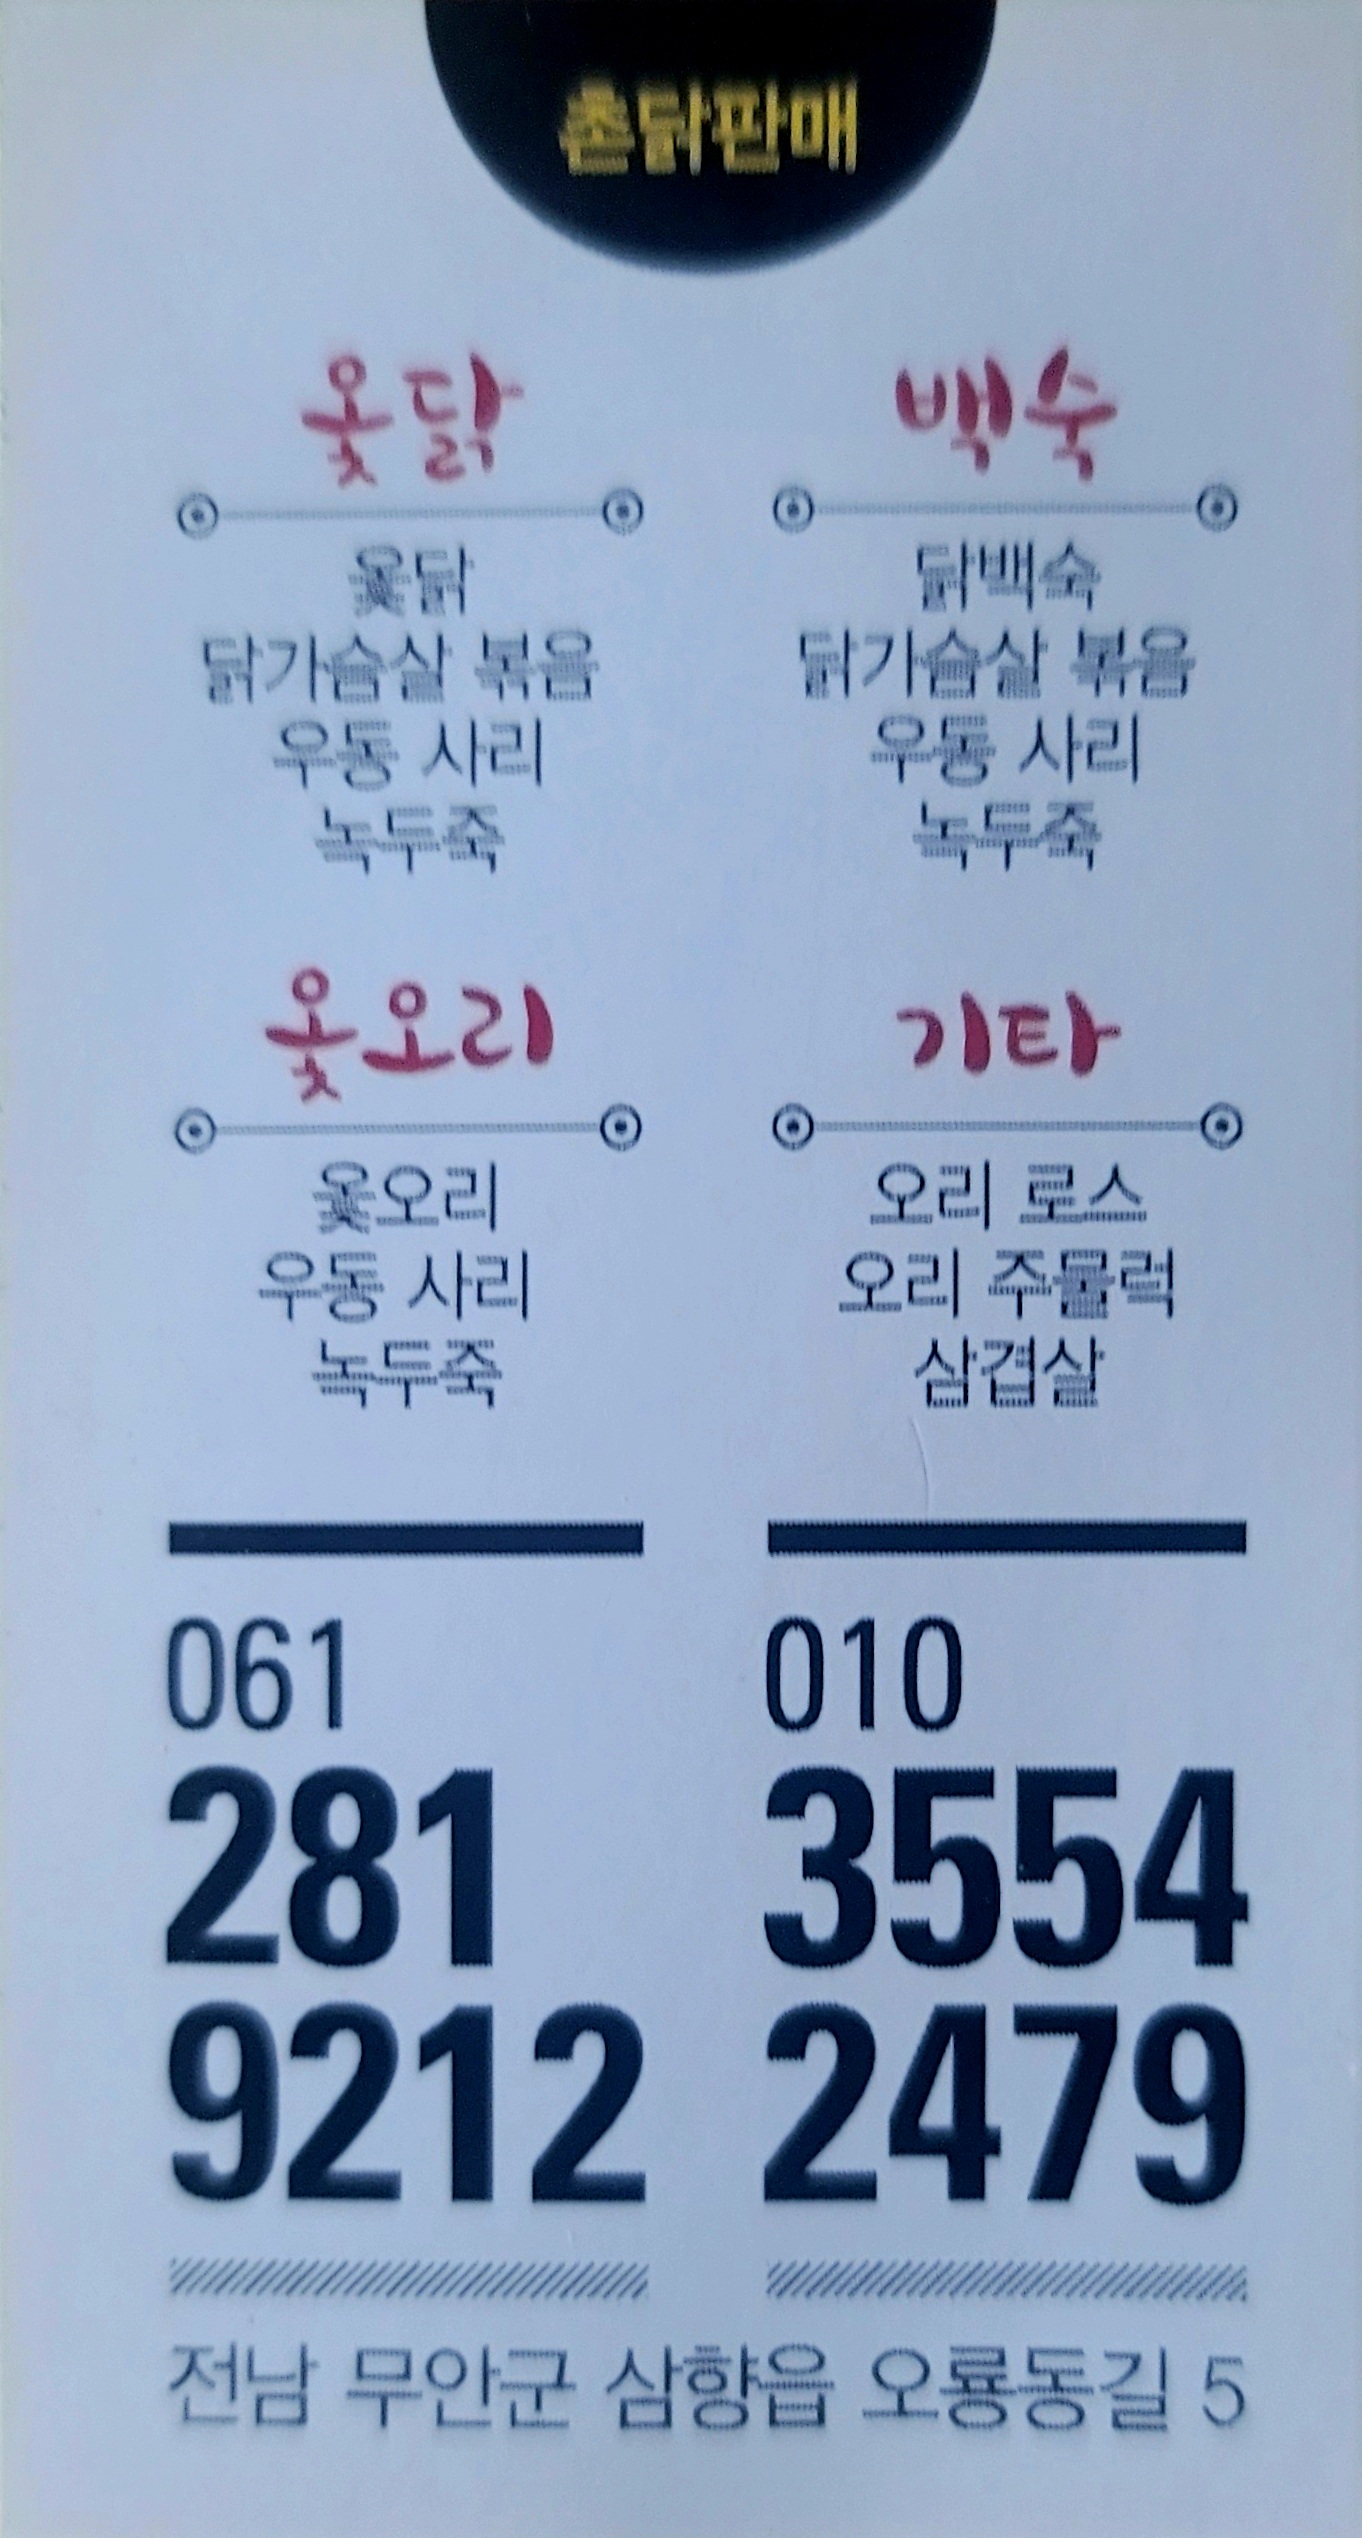 촌닭판매
옻닭
옻닭
닭가슴살 볶음
우동 사리
녹두죽
백숙
닭백숙
닭가슴살 볶음
우동 사리
녹두죽
옻오리
옻오리
우동 사리
녹두죽
기타
오리 로스
오리 주물럭
삼겹살
061
281
9212
010
3554
2479
전남 무안군 삼향읍 오룡동길 5